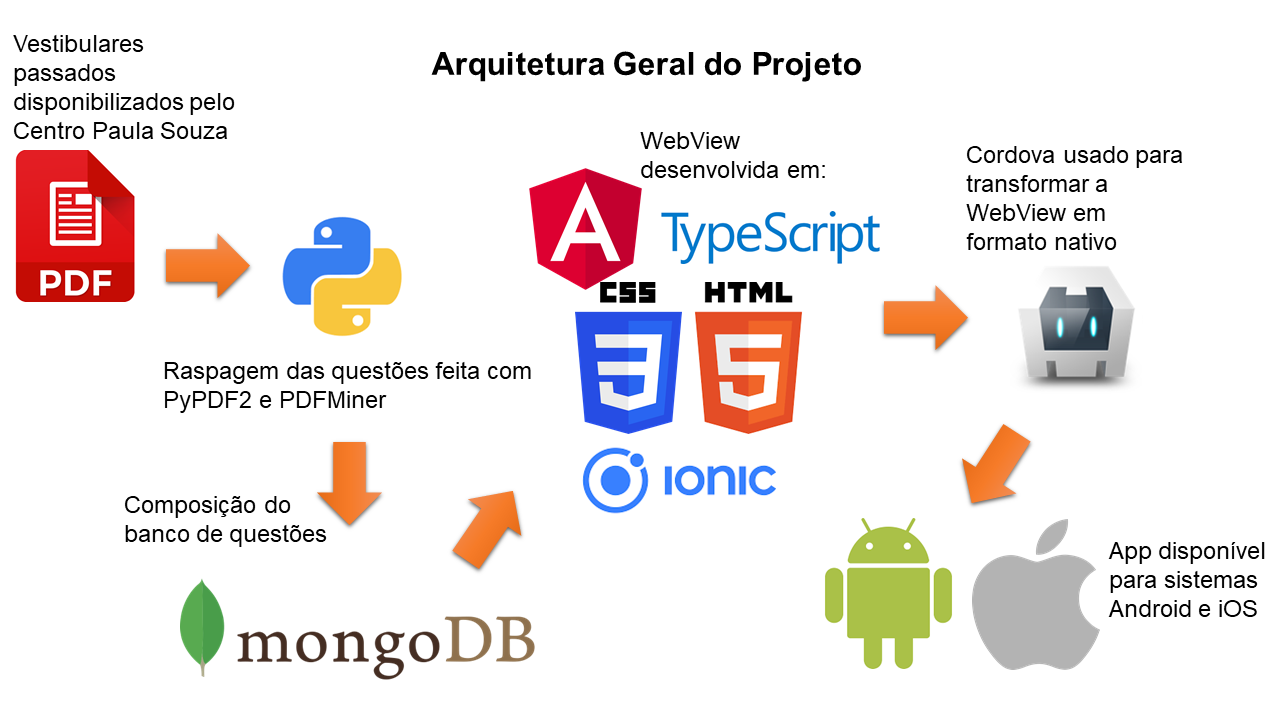 Arquitetura Geral do Projeto
Vestibulares
passados
disponibilizados pelo
Centro Paula Souza
PDF
Raspagem das questões feita com
PyPDF2 e PDFMiner
Composição do
banco de questões
mongoDB
WebView
desenvolvida em:
A
TypeScript
CSS
3
HTML
5
ionic
Cordova usado para
transformar a
WebView em
formato nativo
App disponível
para sistemas
Android e iOS